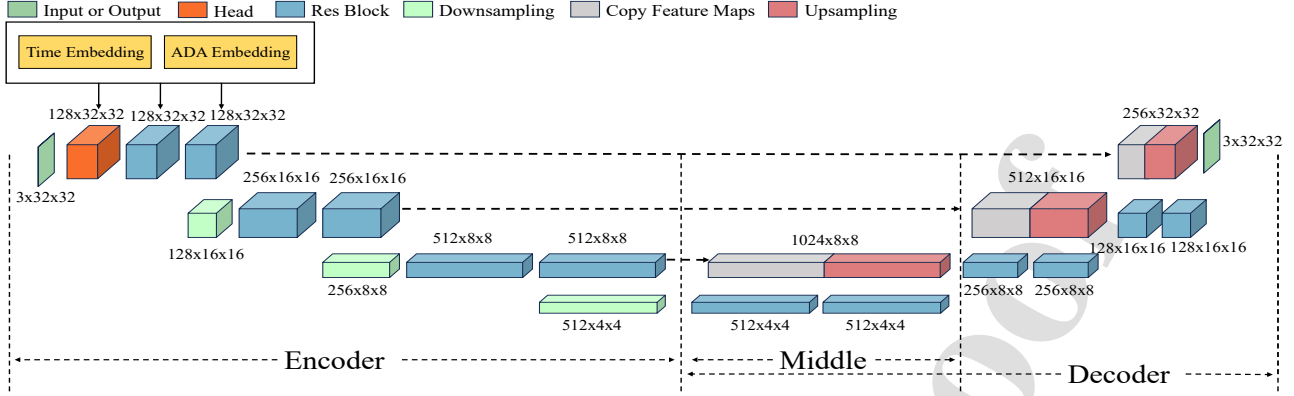 Input or Output Head Res Block Downsampling Copy Feature Maps Upsampling
Time Embedding ADA Embedding
128x32x32 128x32x32 128x32x32 256x32x32
3x32x32
3x32x32
256x16x16 256x16x16 512x16x16
128x16x16
128x16x16 128x16x16
512x8x8 512x8x8 1024x8x8
256x8x8
256x8x8 256x8x8
512x4x4 512x4x4 512x4x4
Encoder Middle Decoder